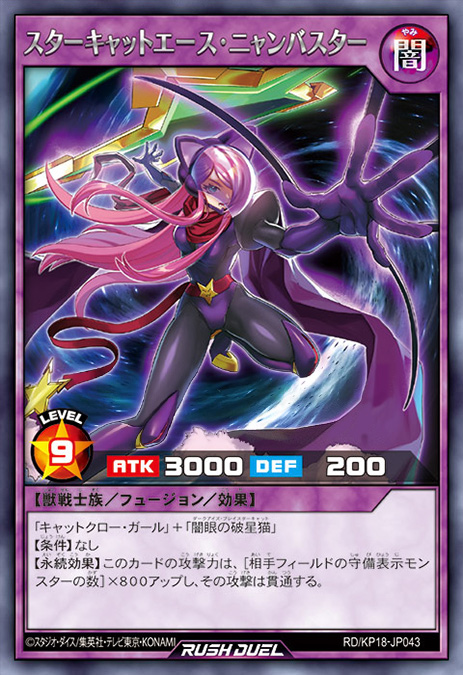 スターキャットエース・ニャンバスター
やみ
闇
LEVEL
9
ATK 3000 DEF 200
【獣戦士族/フュージョン/効果】
「キャットクロー・ガール」+「闇眼の破星猫」
【条件】なし
【永続効果】このカードの攻撃力は、[相手フィールドの守備表示モン
スターの数]×800アップし、その攻撃は貫通する。
©スタジオ・ダイス/集英社・テレビ東京・KONAMI
RUSH DUEL
RD/KP18-JP043